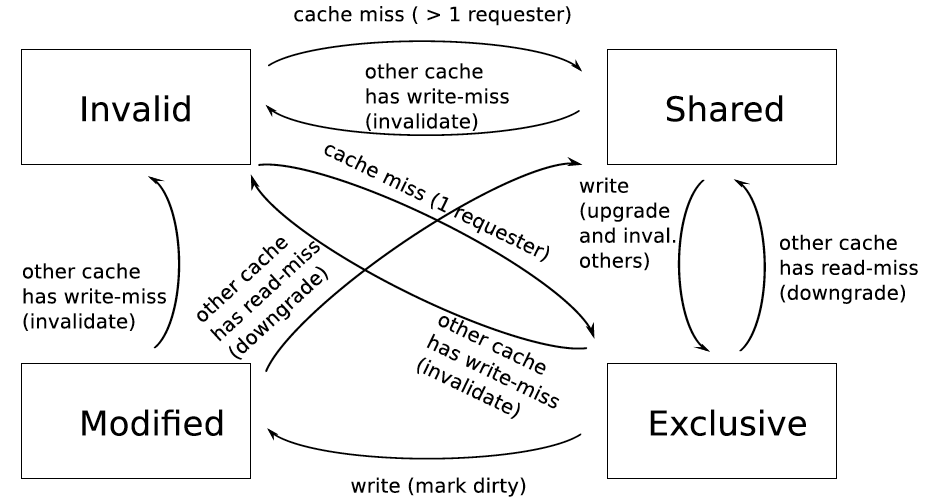 cache miss ( > 1 requester)
Invalid
other cache
has write-miss
(invalidate)
Shared
cache miss (1 requester)
write
(upgrade
and inval.
others)
other cache
has read-miss
(downgrade)
other cache
has write-miss
(invalidate)
other cache
has read-miss
(downgrade)
other cache
has write-miss
(invalidate)
Modified
Exclusive
write (mark dirty)